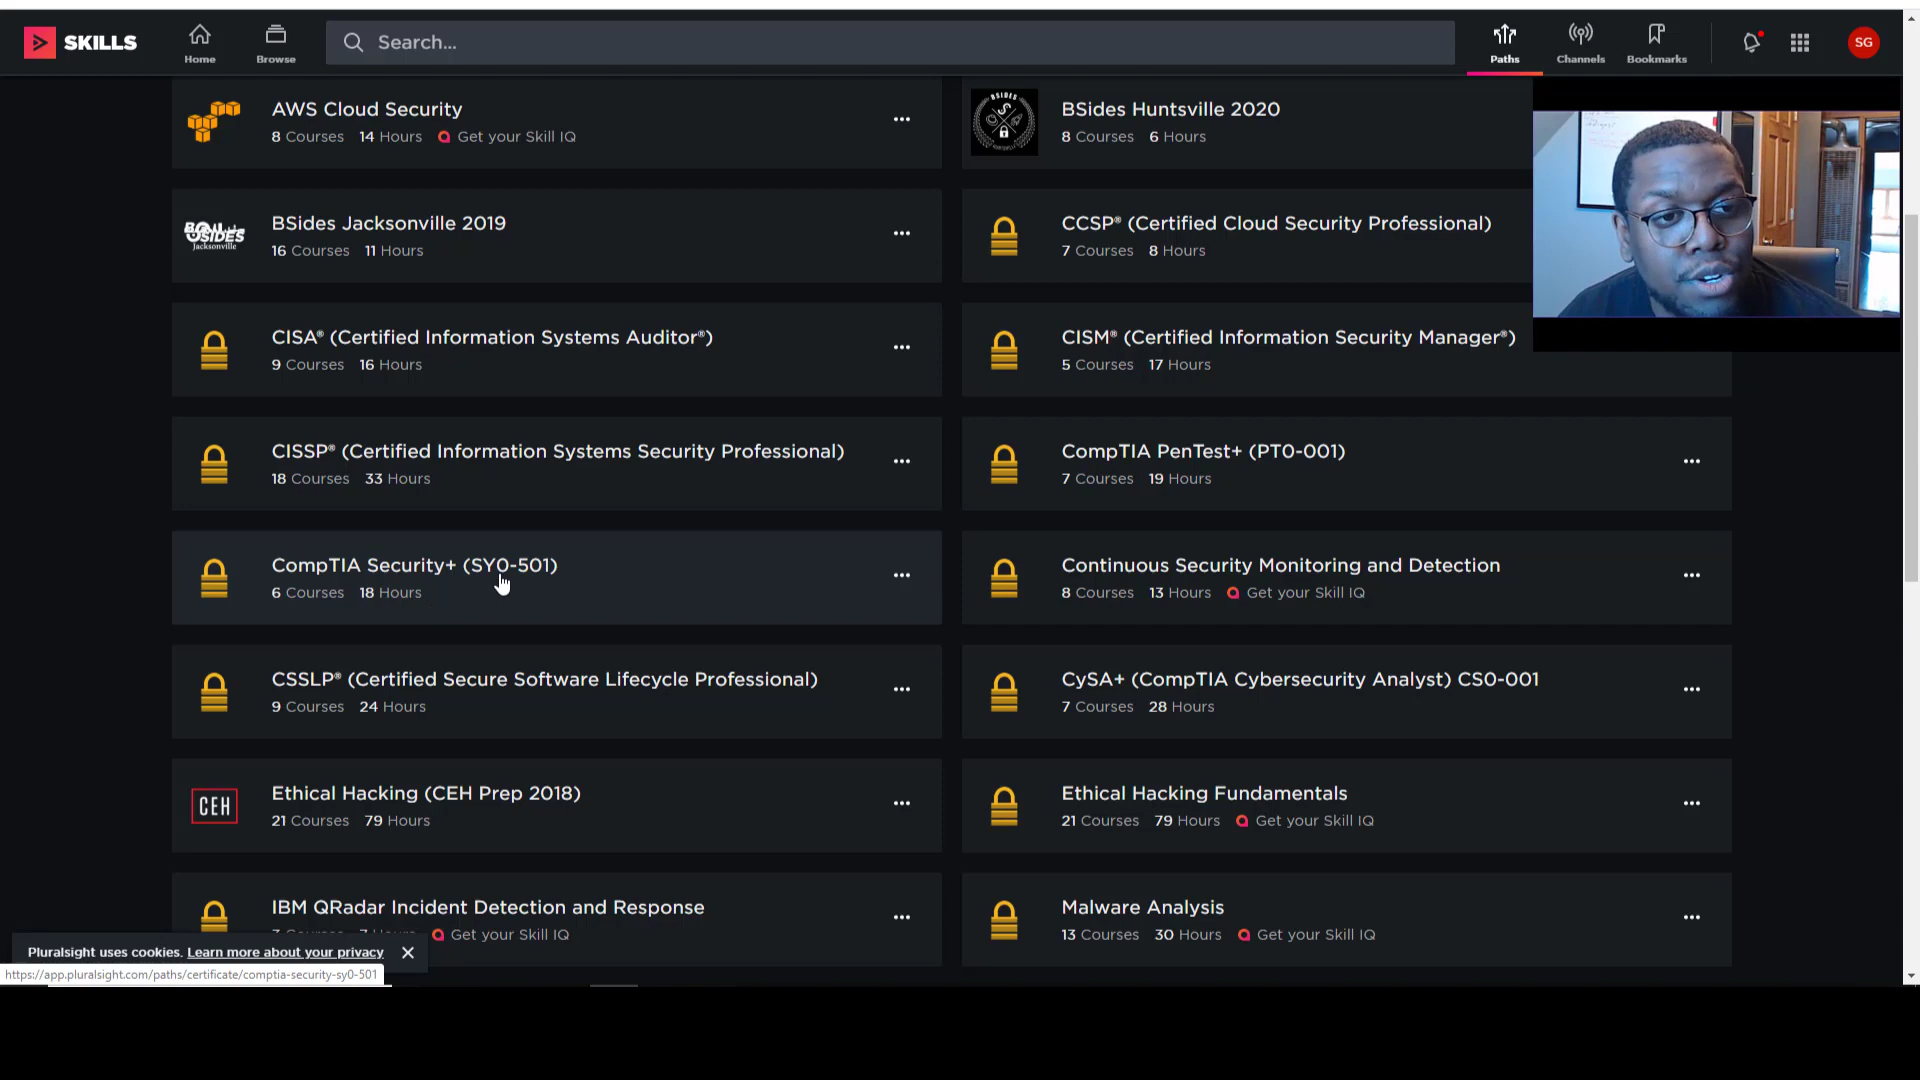 SKILLS
Home
Browse
Search...
Paths
Channels
Bookmarks
SG
AWS Cloud Security
8 Courses 14 Hours Get your Skill IQ
BSides Huntsville 2020
8 Courses 6 Hours
BSIDES
BSides Jacksonville 2019
16 Courses 11 Hours
BSIDES
Jacksonville
CCSP® (Certified Cloud Security Professional)
7 Courses 8 Hours
CISA® (Certified Information Systems Auditor®)
9 Courses 16 Hours
CISM® (Certified Information Security Manager®)
5 Courses 17 Hours
CISSP® (Certified Information Systems Security Professional)
18 Courses 33 Hours
CompTIA PenTest+ (PT0-001)
7 Courses 19 Hours
CompTIA Security+ (SY0-501)
6 Courses 18 Hours
Continuous Security Monitoring and Detection
8 Courses 13 Hours Get your Skill IQ
CSSLP® (Certified Secure Software Lifecycle Professional)
9 Courses 24 Hours
CySA+ (CompTIA Cybersecurity Analyst) CS0-001
7 Courses 28 Hours
CEH
Ethical Hacking (CEH Prep 2018)
21 Courses 79 Hours
Ethical Hacking Fundamentals
21 Courses 79 Hours Get your Skill IQ
IBM QRadar Incident Detection and Response
Get your Skill IQ
Malware Analysis
13 Courses 30 Hours Get your Skill IQ
Pluralsight uses cookies. Learn more about your privacy
https://app.pluralsight.com/paths/certificate/comptia-security-sy0-501